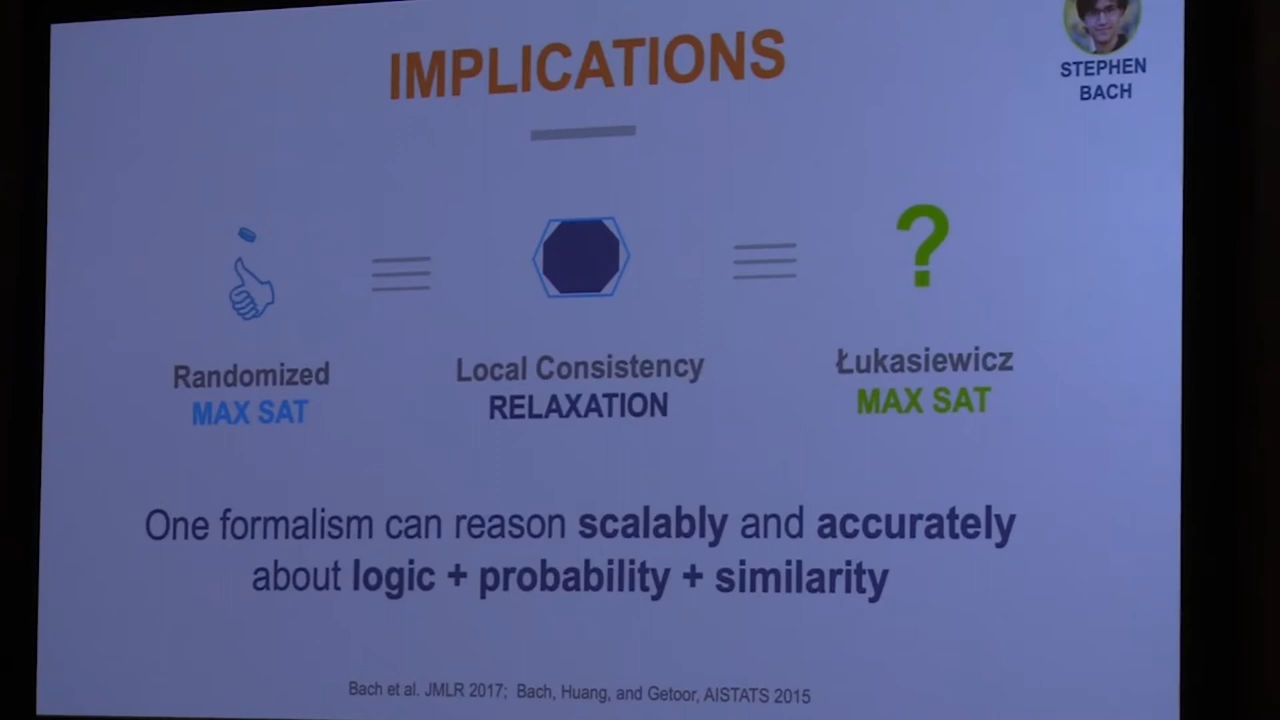 IMPLICATIONS
STEPHEN
BACH
?
Randomized
MAX SAT
Local Consistency
RELAXATION
Łukasiewicz
MAX SAT
One formalism can reason scalably and accurately
about logic + probability + similarity
Bach et al. JMLR 2017; Bach, Huang, and Getoor, AISTATS 2015